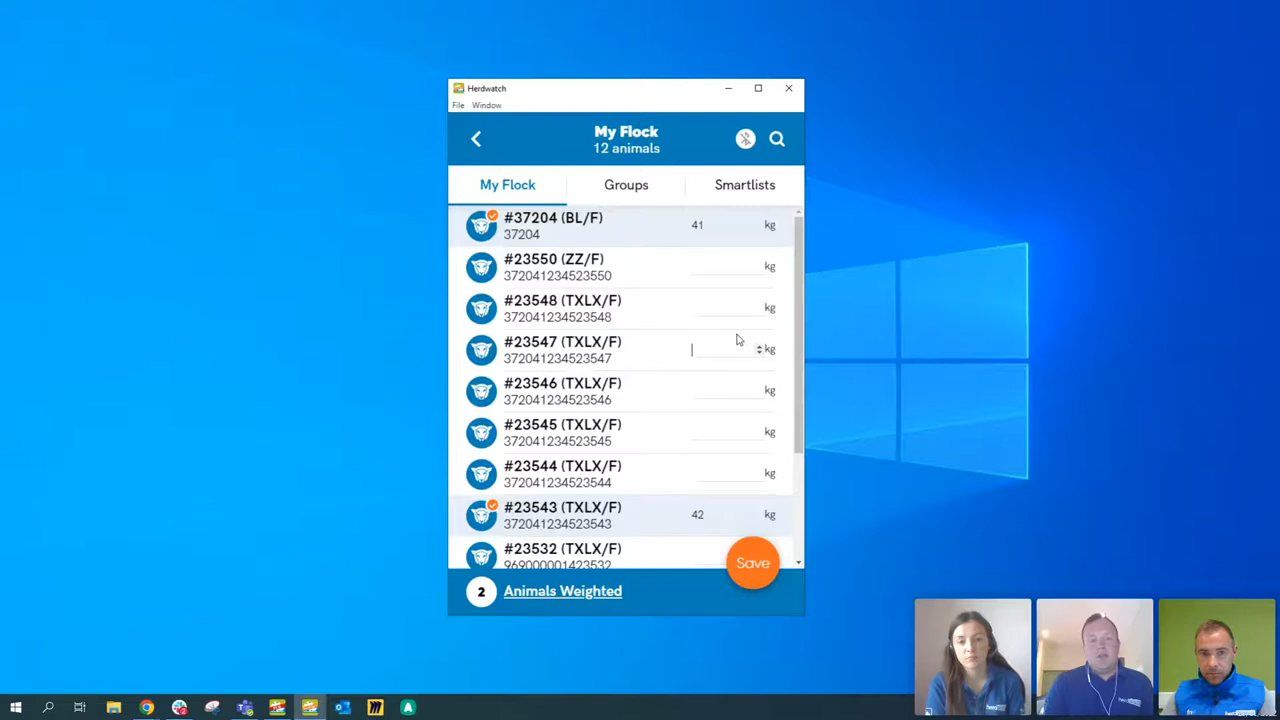 Herdwatch
File Window
My Flock
12 animals
My Flock Groups Smartlists
#37204 (BL/F)
37204
41 kg
#23550 (ZZ/F)
372041234523550
kg
#23548 (TXLX/F)
372041234523548
kg
#23547 (TXLX/F)
372041234523547
kg
#23546 (TXLX/F)
372041234523546
kg
#23545 (TXLX/F)
372041234523545
kg
#23544 (TXLX/F)
372041234523544
kg
#23543 (TXLX/F)
372041234523543
42 kg
#23532 (TXLX/F)
969000001423532
Save
2 Animals Weighted